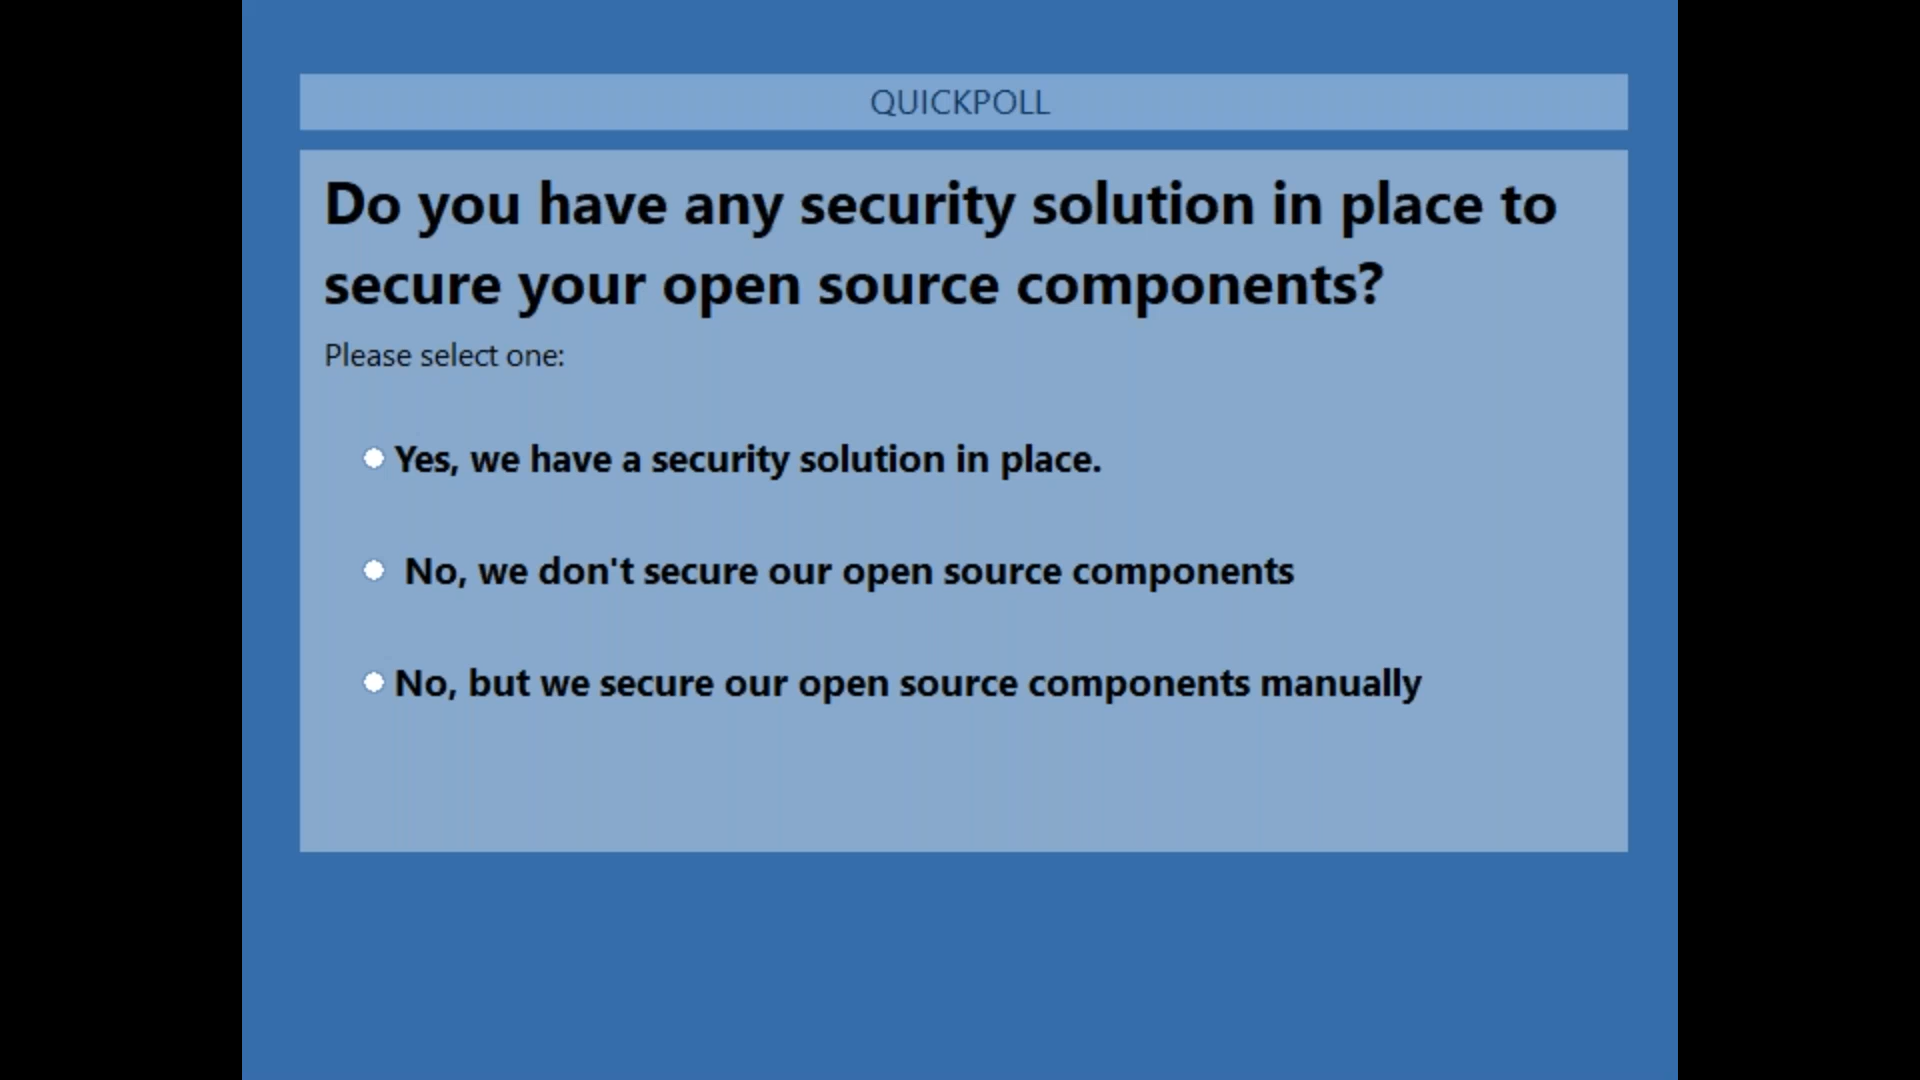 QUICKPOLL
Do you have any security solution in place to
secure your open source components?
Please select one:
Yes, we have a security solution in place.
No, we don't secure our open source components
No, but we secure our open source components manually